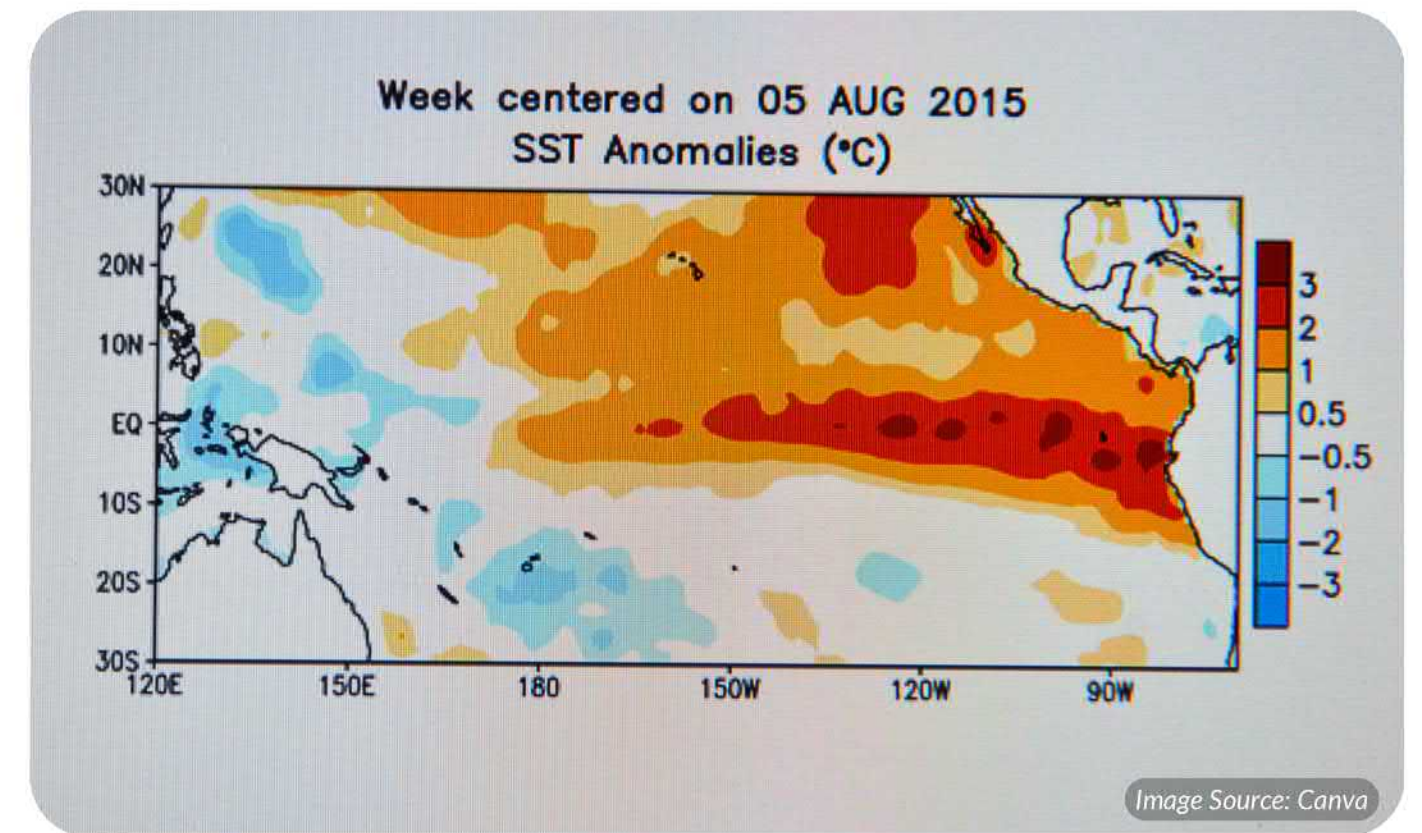 Week centered on 05 AUG 2015
SST Anomalies (°C)
30N
20N
10N
EQ
10S
20S
30S
120E 150E 180 150W 120W 90W
3
2
1
0.5
−0.5
−1
−2
−3
Image Source: Canva